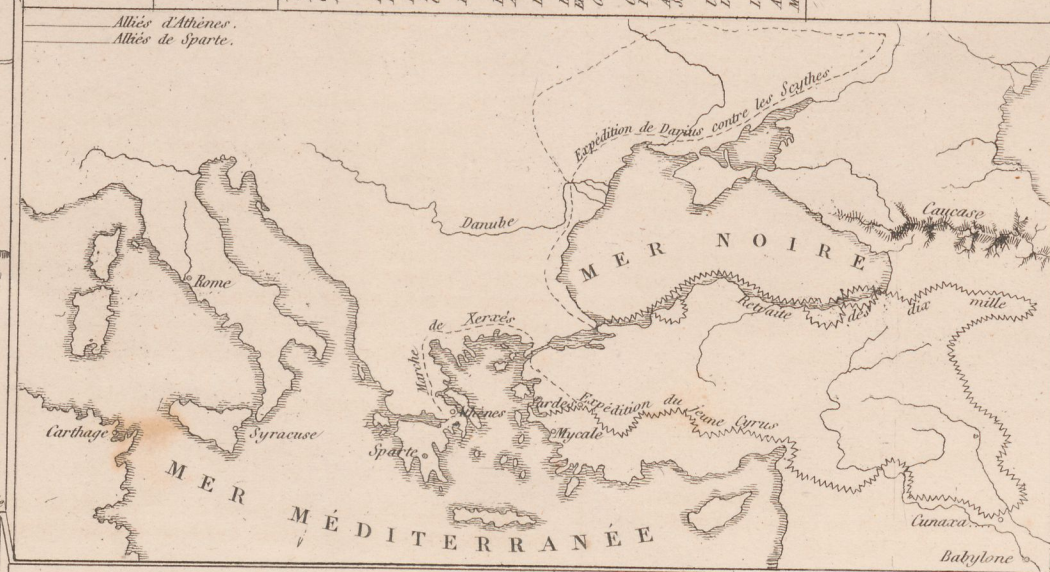 Alliés d'Athènes.
Alliés de Sparte.
Expédition de Darius contre les Scythes
Danube
Caucase
MER NOIRE
Rome
Retraite des dix mille
Marche de Xerxés
Sardes
Expédition du Jeune Cyrus
Athènes
Carthage
Syracuse
Mycale
Sparte
MER MÉDITERRANÉE
Cunaxa
Babylone